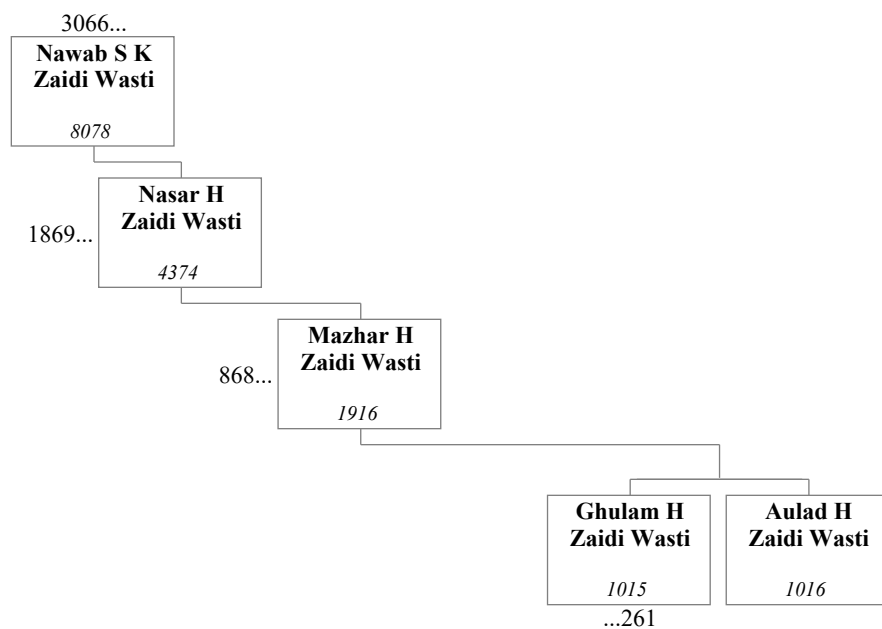 3066...
Nawab S K
Zaidi Wasti
8078
Nasar H
Zaidi Wasti
1869...
4374
Mazhar H
Zaidi Wasti
868...
1916
Ghulam H
Zaidi Wasti
1015
...261
Aulad H
Zaidi Wasti
1016